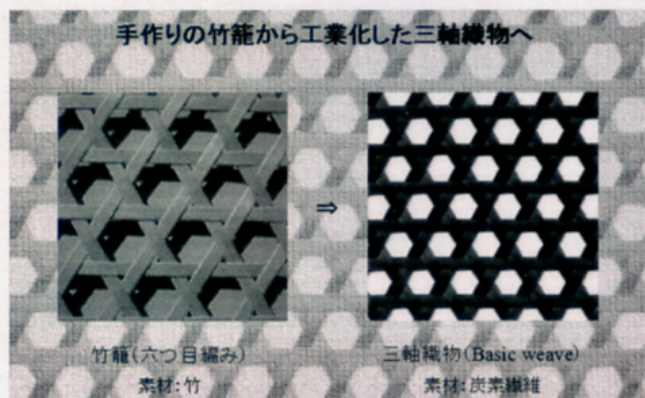 手作りの竹籠から工業化した三軸織物へ
⇒
竹籠(六つ目編み)
三軸織物(Basic weave)
素材:竹
素材:炭素繊維